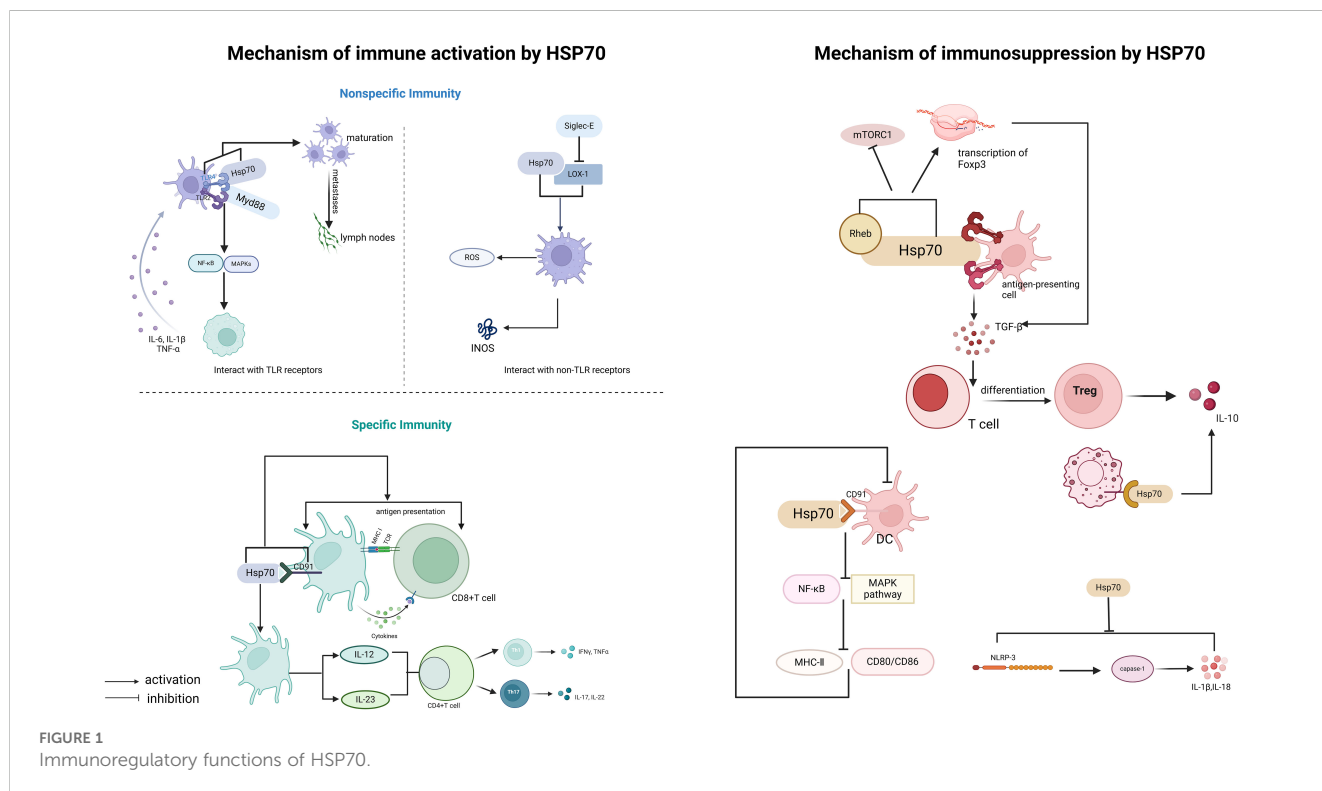 Mechanism of immune activation by HSP70
Nonspecific Immunity
maturation
TLR4
Hsp70
TLR2
Myd88
metastases
lymph nodes
NF-κB
MAPKs
IL-6, IL-1β
TNF-α
Interact with TLR receptors
Siglec-E
Hsp70
LOX-1
ROS
INOS
Interact with non-TLR receptors
Specific Immunity
antigen presentation
MHC I
TCR
Hsp70
CD91
CD8+T cell
Cytokines
IL-12
IL-23
CD4+T cell
Th1
IFNγ, TNFα
Th17
IL-17, IL-22
activation
inhibition
Mechanism of immunosuppression by HSP70
mTORC1
transcription of
Foxp3
Rheb
Hsp70
antigen-presenting
cell
TGF-β
differentiation
T cell
Treg
IL-10
Hsp70
CD91
Hsp70
DC
NF-κB
MAPK
pathway
MHC-Ⅱ
CD80/CD86
Hsp70
NLRP-3
capase-1
IL-1β,IL-18
FIGURE 1
Immunoregulatory functions of HSP70.